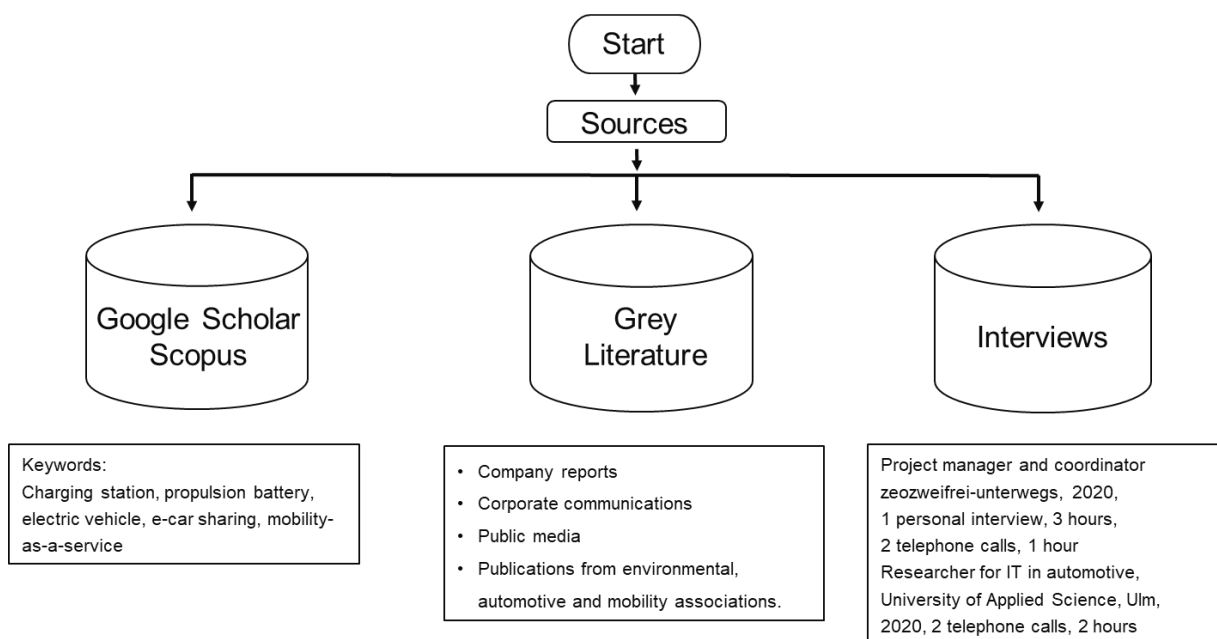 Start
Sources
Google Scholar
Scopus
Grey
Literature
Interviews
Keywords:
Charging station, propulsion battery,
electric vehicle, e-car sharing, mobility-
as-a-service
• Company reports
• Corporate communications
• Public media
• Publications from environmental,
automotive and mobility associations.
Project manager and coordinator
zeozweifrei-unterwegs, 2020,
1 personal interview, 3 hours,
2 telephone calls, 1 hour
Researcher for IT in automotive,
University of Applied Science, Ulm,
2020, 2 telephone calls, 2 hours